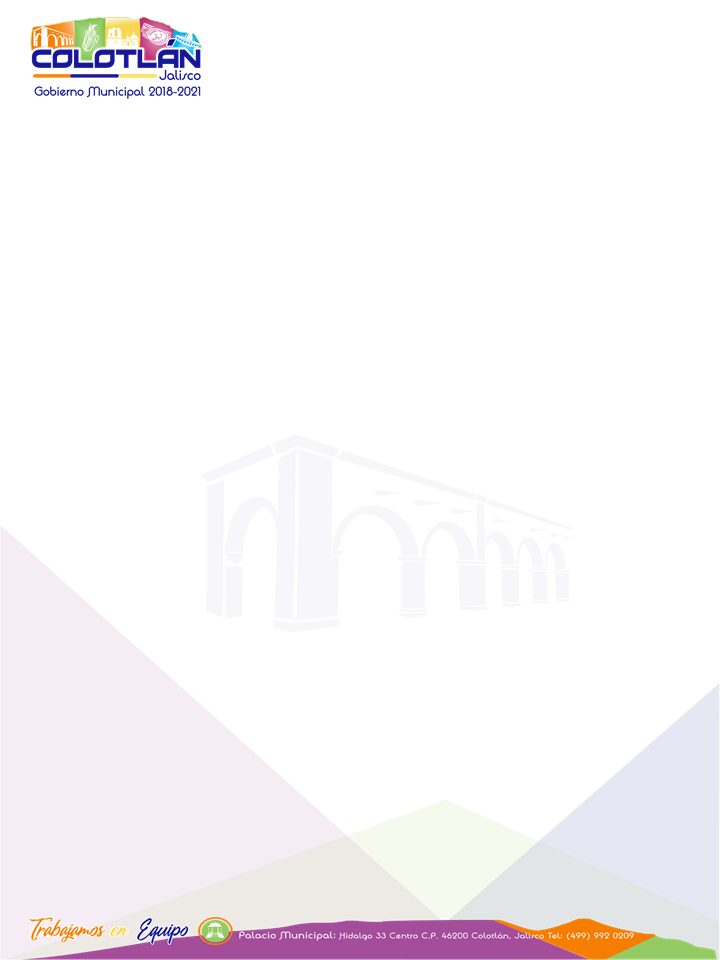 COLOTLÁN
Jalisco
Gobierno Municipal 2018-2021
Trabajamos en Equipo
Palacio Municipal: Hidalgo 33 Centro C.P. 46200 Colotlán, Jalisco Tel: (499) 992 0209